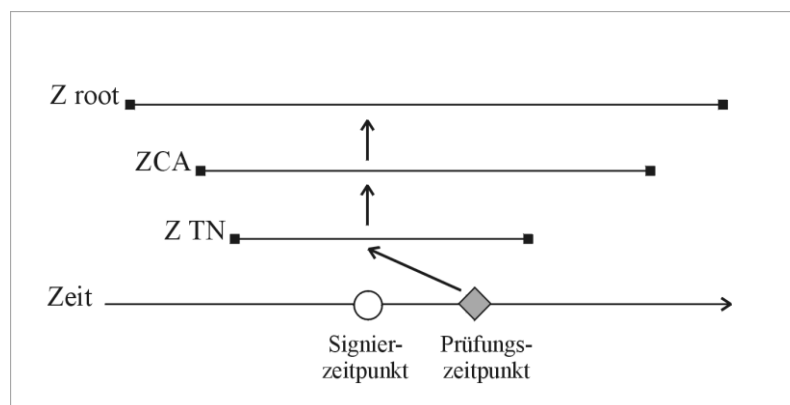 Z root
ZCA
Z TN
Zeit
Signier-
zeitpunkt
Prüfungs-
zeitpunkt